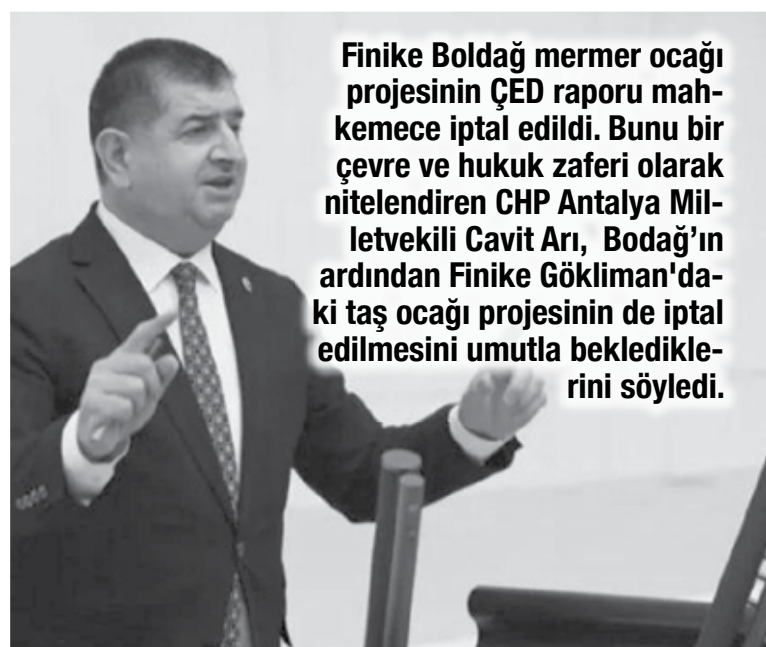 Finike Boldağ mermer ocağı
projesinin ÇED raporu mah-
kemece iptal edildi. Bunu bir
çevre ve hukuk zaferi olarak
nitelendiren CHP Antalya Mil-
letvekili Cavit Arı, Bodağ’ın
ardından Finike Gökliman'da-
ki taş ocağı projesinin de iptal
edilmesini umutla bekledikle-
rini söyledi.